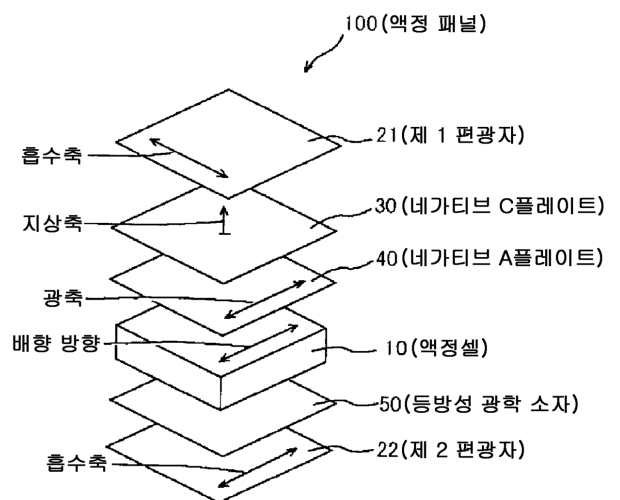 100(액정 패널)
21(제 1 편광자)
흡수축
30(네가티브 C플레이트)
지상축
40(네가티브 A플레이트)
광축
배향 방향
10(액정셀)
50(등방성 광학 소자)
22(제 2 편광자)
흡수축